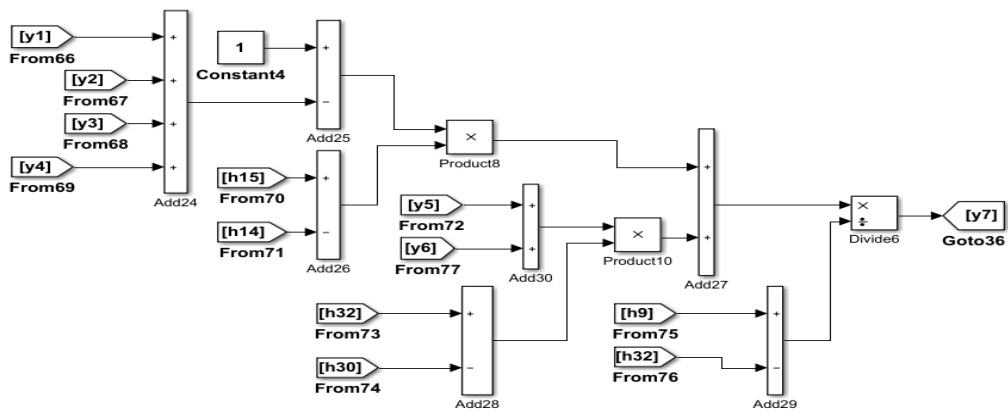 [y1]
From66
[y2]
From67
[y3]
From68
[y4]
From69
+
+
+
+
Add24
1
Constant4
+
−
Add25
[h15]
From70
[h14]
From71
+
−
Add26
×
Product8
[y5]
From72
[y6]
From77
+
+
Add30
×
Product10
[h32]
From73
[h30]
From74
+
−
Add28
+
+
Add27
[h9]
From75
[h32]
From76
+
−
Add29
×
÷
Divide6
[y7]
Goto36